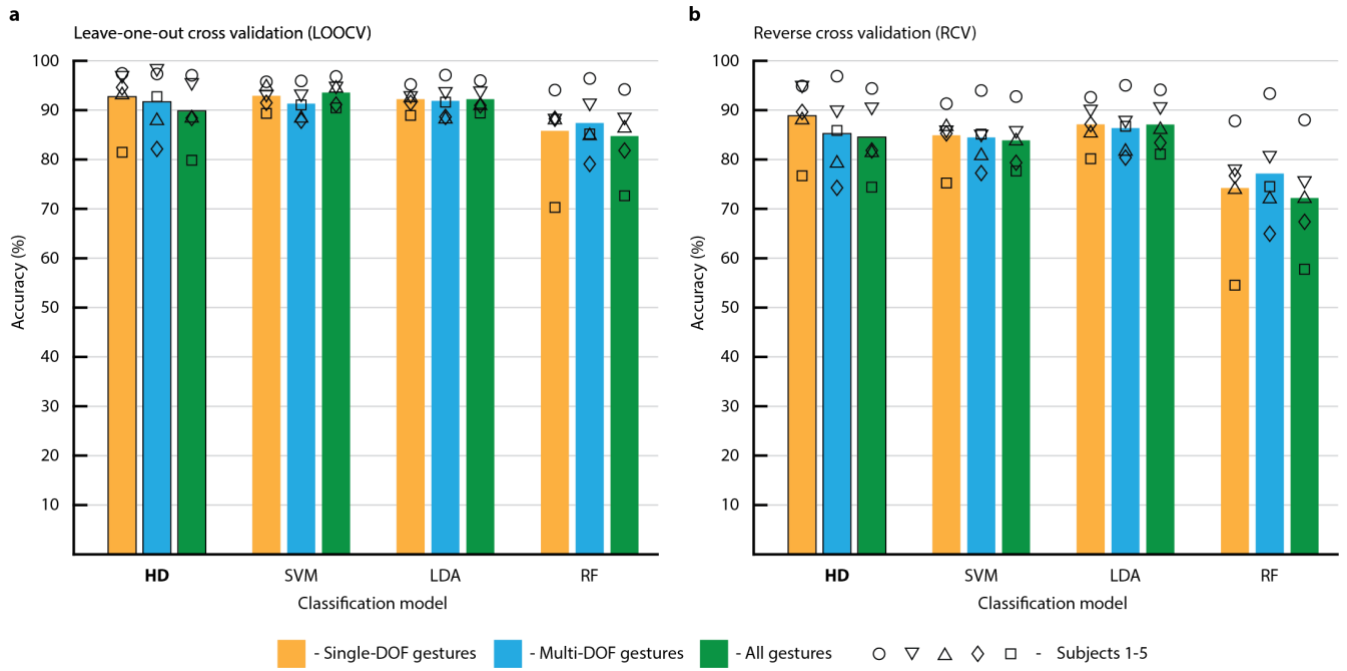 a
Leave-one-out cross validation (LOOCV)
100
90
80
70
60
50
40
30
20
10
Accuracy (%)
HD SVM LDA RF
Classification model
b
Reverse cross validation (RCV)
100
90
80
70
60
50
40
30
20
10
Accuracy (%)
HD SVM LDA RF
Classification model
- Single-DOF gestures - Multi-DOF gestures - All gestures - Subjects 1-5